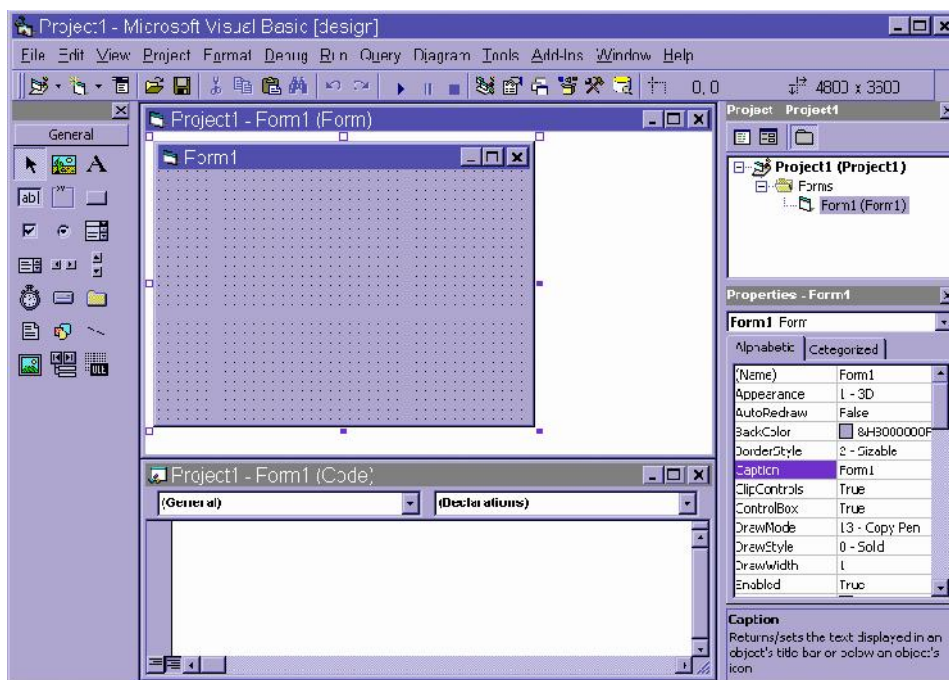 Project1 - Microsoft Visual Basic [design]
File Edit View Project Format Debug Run Query Diagram Tools Add-Ins Window Help
0, 0
4800 x 3600
General
A
ab|
xv
OLE
Project1 - Form1 (Form)
Form1
Project1 - Form1 (Code)
(General)
(Declarations)
Project Project1
Project1 (Project1)
Forms
Form1 (Form1)
Properties - Form1
Form1 Form
Alphabetic Categorized
(Name) Form1
Appearance 1 - 3D
AutoRedraw False
BackColor &H8000000F
BorderStyle 2 - Sizable
Caption Form1
ClipControls True
ControlBox True
DrawMode 13 - Copy Pen
DrawStyle 0 - Solid
DrawWidth 1
Enabled True
Caption
Returns/sets the text displayed in an
object's title bar or below an object's
icon